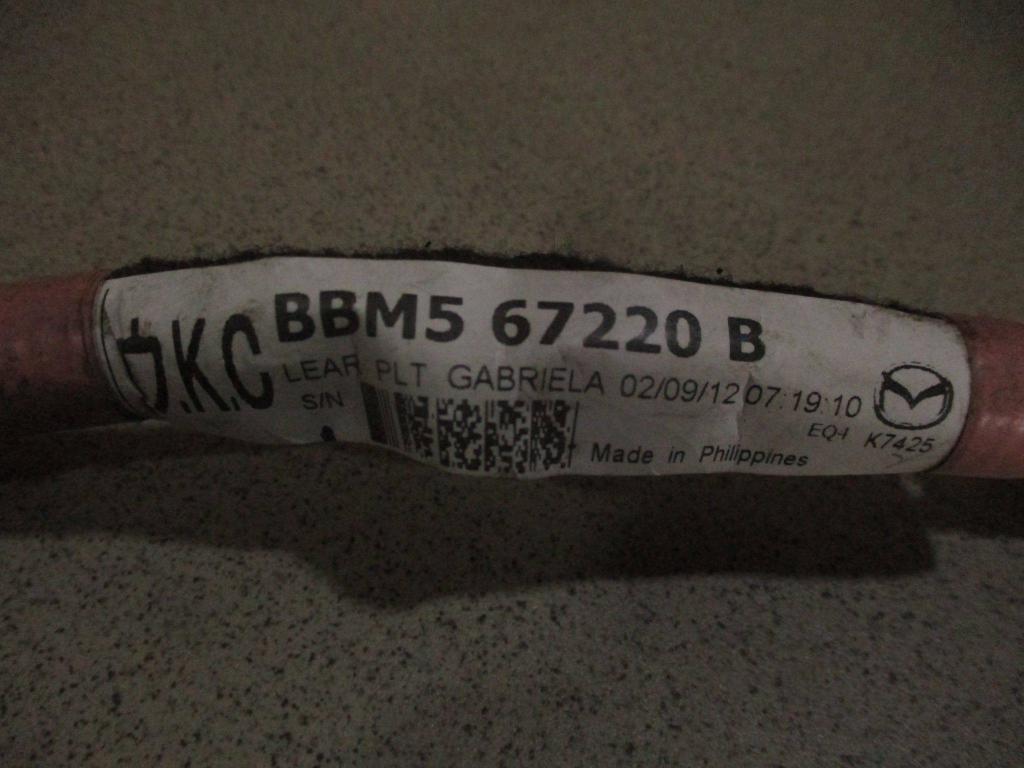 O.K.C
BBM5 67220 B
LEAR PLT GABRIELA 02/09/12 07:19:10
S/N
EQ-I K7425
Made in Philippines